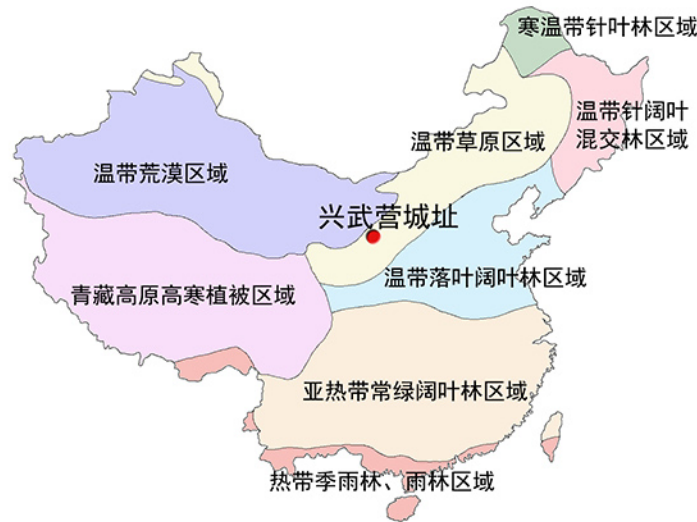 寒温带针叶林区域
温带针阔叶
混交林区域
温带草原区域
温带荒漠区域
兴武营城址
温带落叶阔叶林区域
青藏高原高寒植被区域
亚热带常绿阔叶林区域
热带季雨林、雨林区域